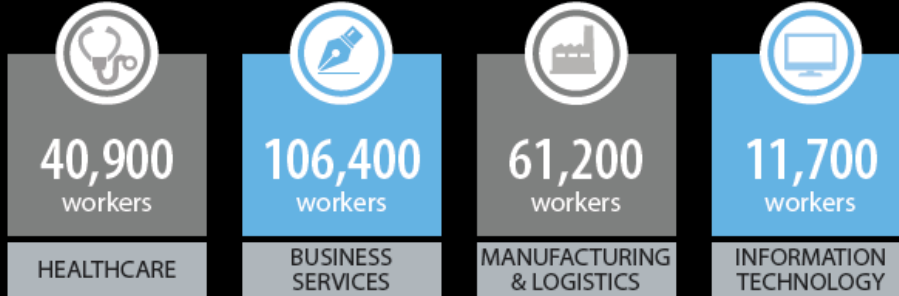 40,900
workers
HEALTHCARE
106,400
workers
BUSINESS
SERVICES
61,200
workers
MANUFACTURING
& LOGISTICS
11,700
workers
INFORMATION
TECHNOLOGY